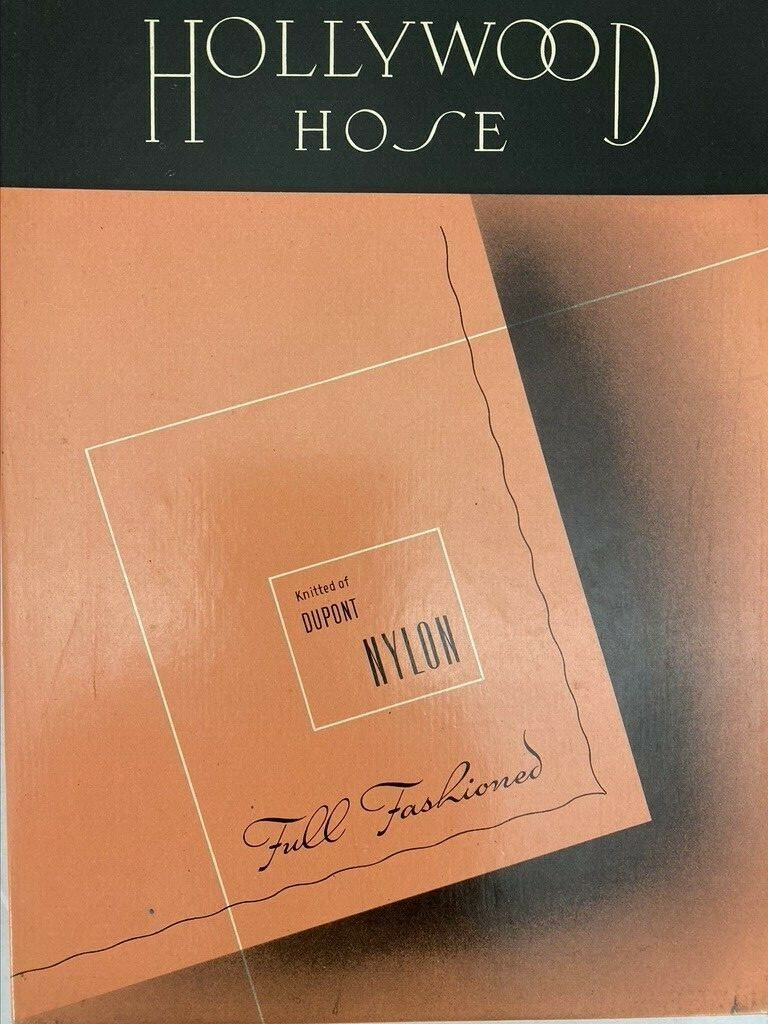 HOLLYWOOD
HOSE
Knitted of
DUPONT
NYLON
Full Fashioned